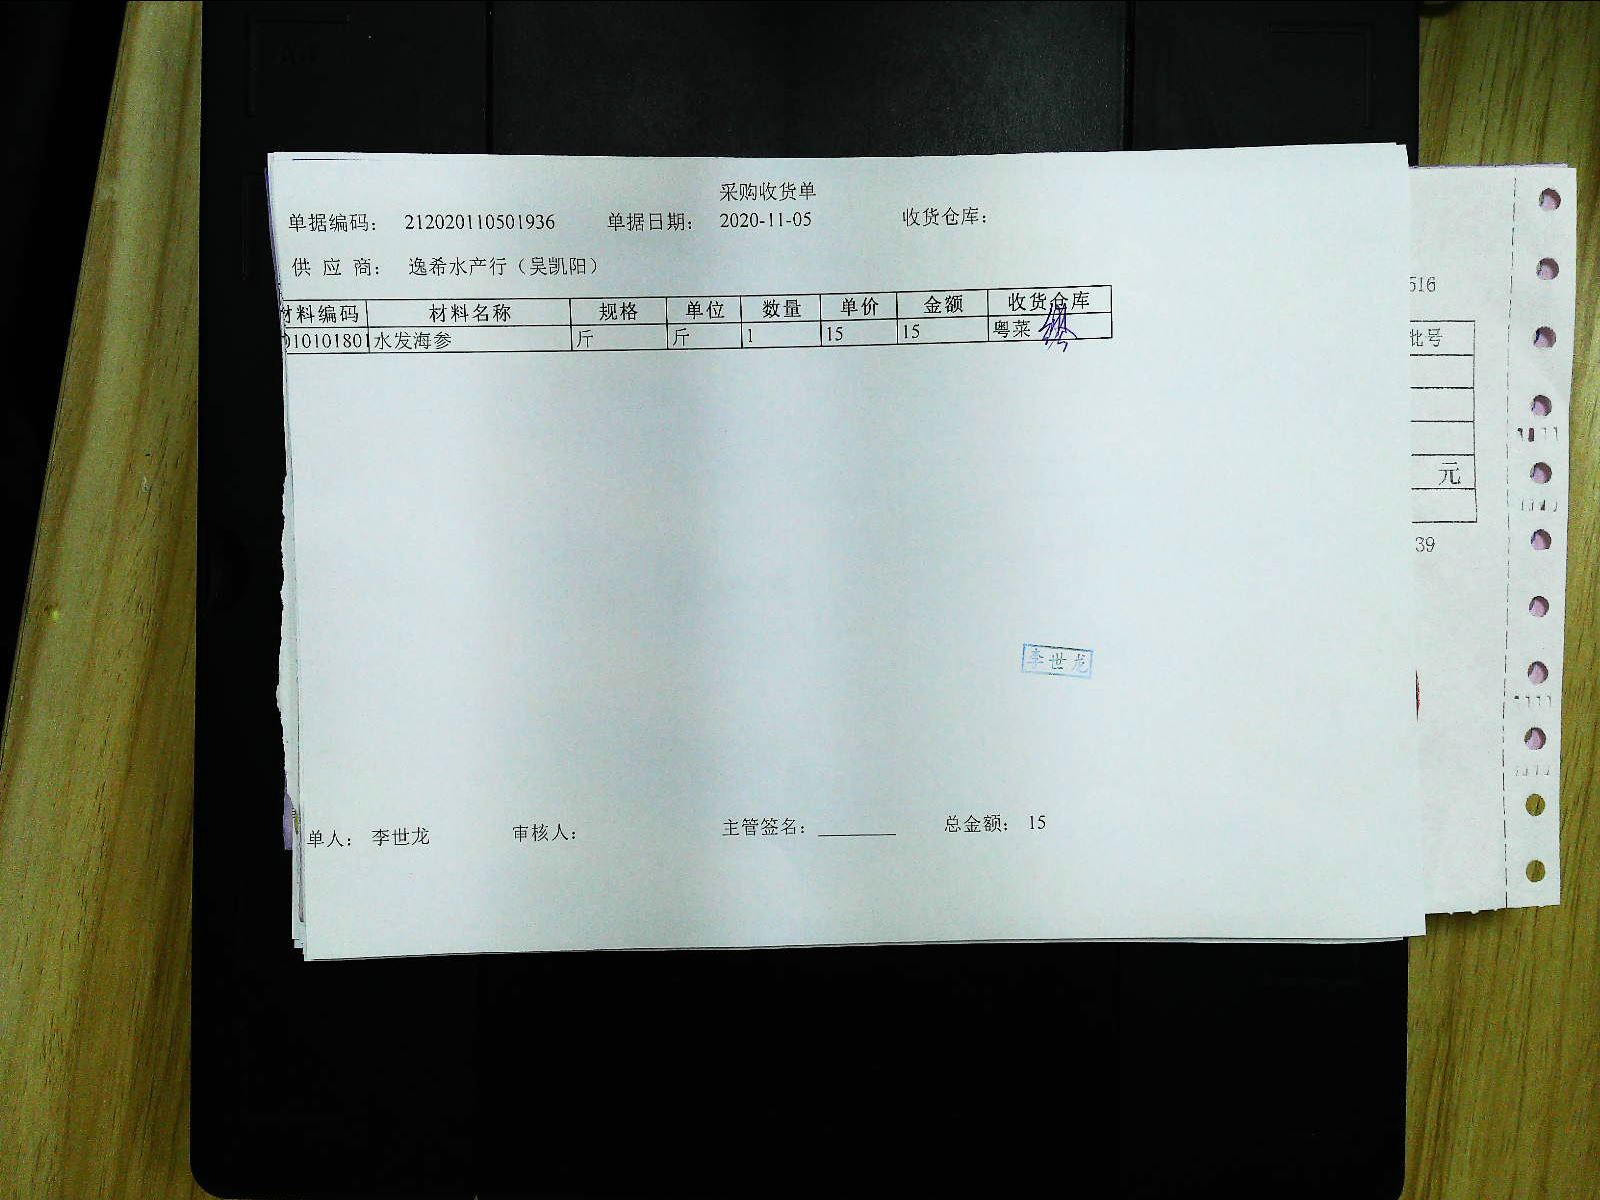 采购收货单
单据编码： 212020110501936 单据日期： 2020-11-05 收货仓库：
供 应 商： 逸希水产行（吴凯阳）
材料编码 材料名称 规格 单位 数量 单价 金额 收货仓库
010101801 水发海参 斤 斤 1 15 15 粤菜
李世龙
单人： 李世龙 审核人： 主管签名： 总金额： 15
516
批号
元
39